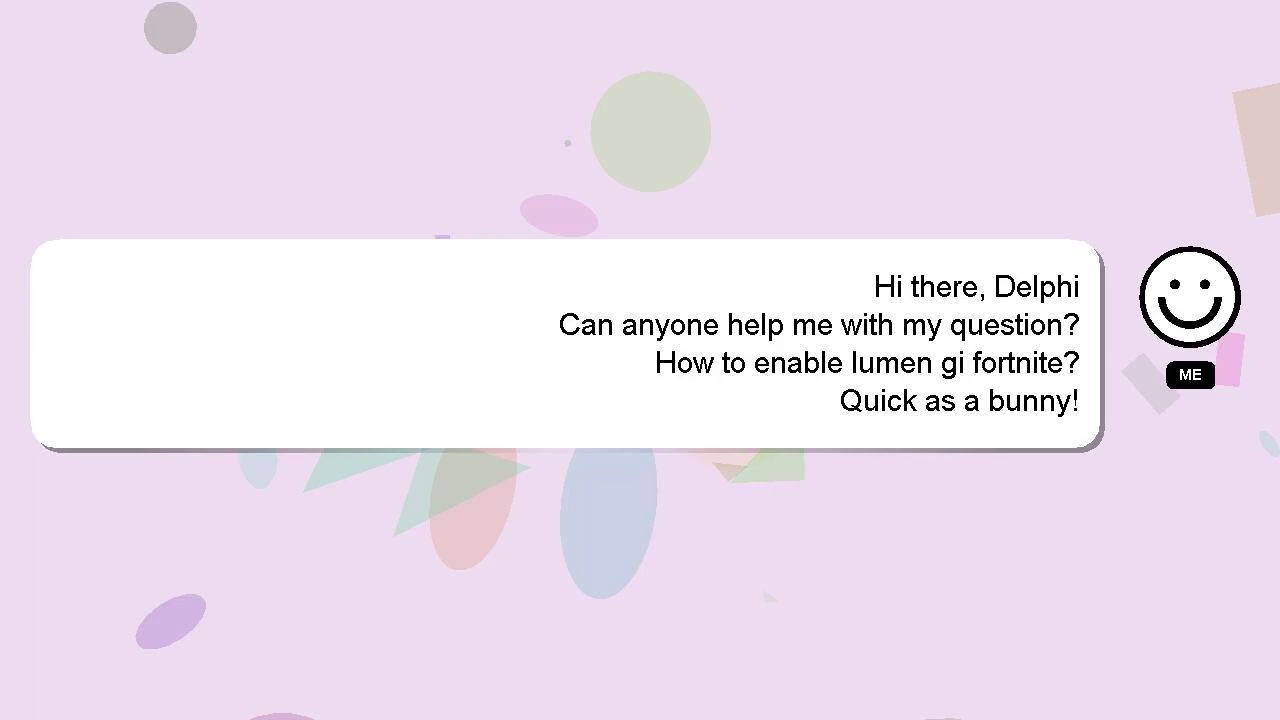 Hi there, Delphi
Can anyone help me with my question?
How to enable lumen gi fortnite?
Quick as a bunny!
ME